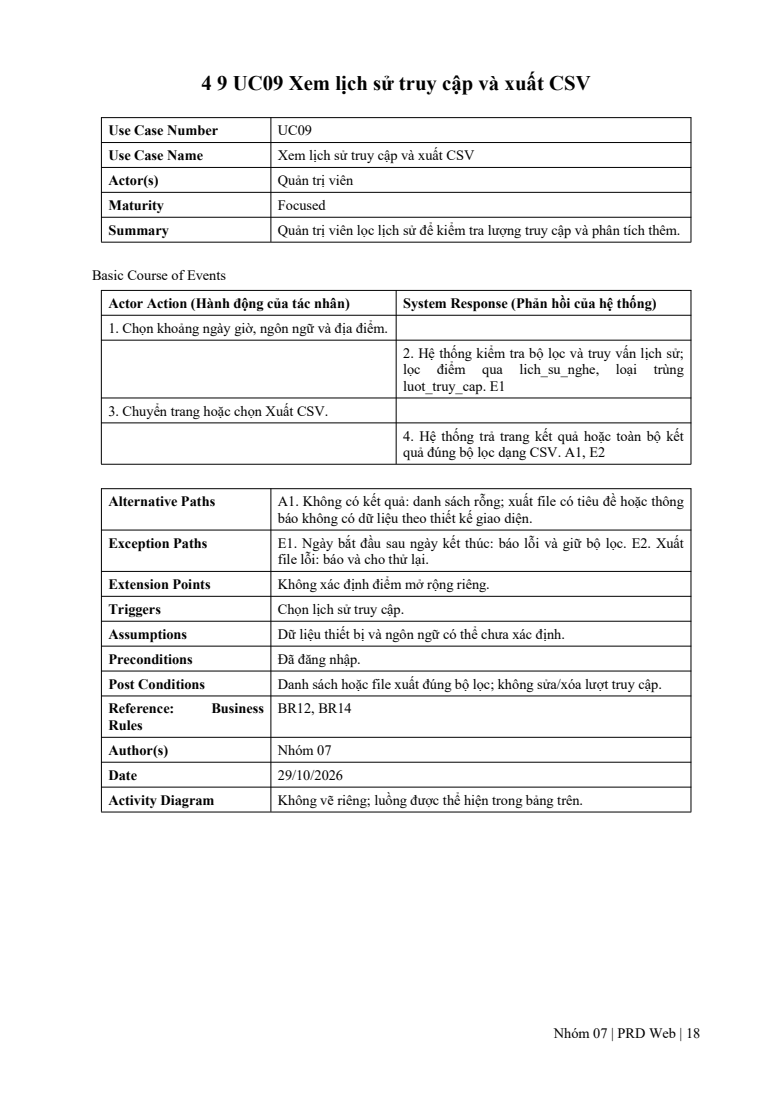 4 9 UC09 Xem lịch sử truy cập và xuất CSV
Use Case Number UC09
Use Case Name Xem lịch sử truy cập và xuất CSV
Actor(s) Quản trị viên
Maturity Focused
Summary Quản trị viên lọc lịch sử để kiểm tra lượng truy cập và phân tích thêm.
Basic Course of Events
Actor Action (Hành động của tác nhân) System Response (Phản hồi của hệ thống)
1. Chọn khoảng ngày giờ, ngôn ngữ và địa điểm.
2. Hệ thống kiểm tra bộ lọc và truy vấn lịch sử;
lọc điểm qua lich_su_nghe, loại trùng
luot_truy_cap. E1
3. Chuyển trang hoặc chọn Xuất CSV.
4. Hệ thống trả trang kết quả hoặc toàn bộ kết
quả đúng bộ lọc dạng CSV. A1, E2
Alternative Paths A1. Không có kết quả: danh sách rỗng; xuất file có tiêu đề hoặc thông
báo không có dữ liệu theo thiết kế giao diện.
Exception Paths E1. Ngày bắt đầu sau ngày kết thúc: báo lỗi và giữ bộ lọc. E2. Xuất
file lỗi: báo và cho thử lại.
Extension Points Không xác định điểm mở rộng riêng.
Triggers Chọn lịch sử truy cập.
Assumptions Dữ liệu thiết bị và ngôn ngữ có thể chưa xác định.
Preconditions Đã đăng nhập.
Post Conditions Danh sách hoặc file xuất đúng bộ lọc; không sửa/xóa lượt truy cập.
Reference: Business BR12, BR14
Rules
Author(s) Nhóm 07
Date 29/10/2026
Activity Diagram Không vẽ riêng; luồng được thể hiện trong bảng trên.
Nhóm 07 | PRD Web | 18